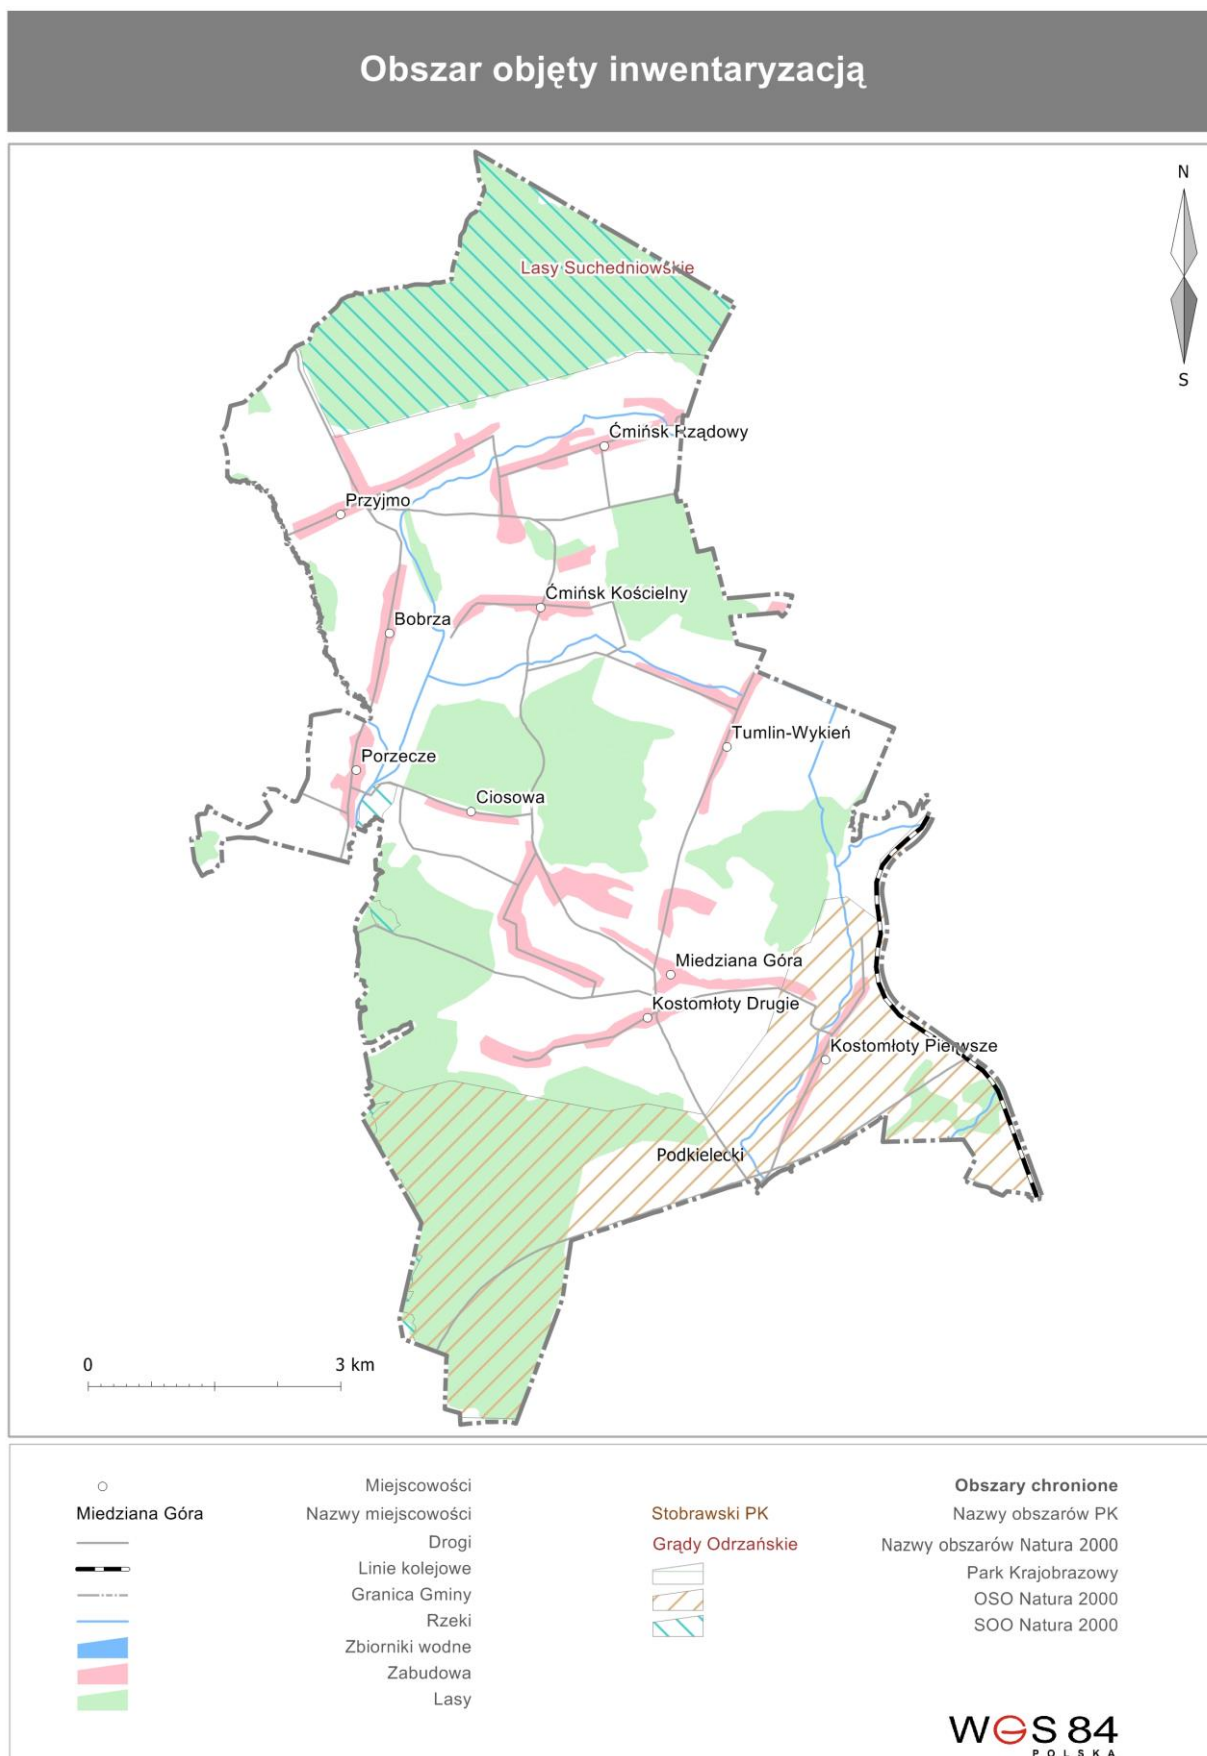 Obszar objęty inwentaryzacją
N
S
Lasy Suchedniowskie
Ćmińsk Rządowy
Przyjmo
Ćmińsk Kościelny
Bobrza
Tumlin-Wykień
Porzecze
Ciosowa
Miedziana Góra
Kostomłoty Drugie
Kostomłoty Pierwsze
Podkielecki
0 3 km
Miejscowości
Miedziana Góra Nazwy miejscowości
Drogi
Linie kolejowe
Granica Gminy
Rzeki
Zbiorniki wodne
Zabudowa
Lasy
Obszary chronione
Stobrawski PK Nazwy obszarów PK
Grądy Odrzańskie Nazwy obszarów Natura 2000
Park Krajobrazowy
OSO Natura 2000
SOO Natura 2000
WGS 84
POLSKA